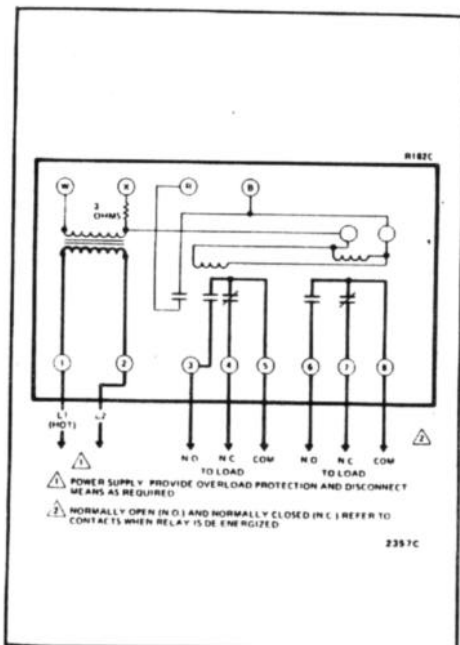 R182C
W X R B
3
OHMS
1 2 3 4 5 6 7 8
L1
(HOT)
L2
1
N.O. N.C. COM
TO LOAD
N.O. N.C. COM
TO LOAD
2
1 POWER SUPPLY. PROVIDE OVERLOAD PROTECTION AND DISCONNECT
MEANS AS REQUIRED
2 NORMALLY OPEN (N.O.) AND NORMALLY CLOSED (N.C.) REFER TO
CONTACTS WHEN RELAY IS DE ENERGIZED
2357C